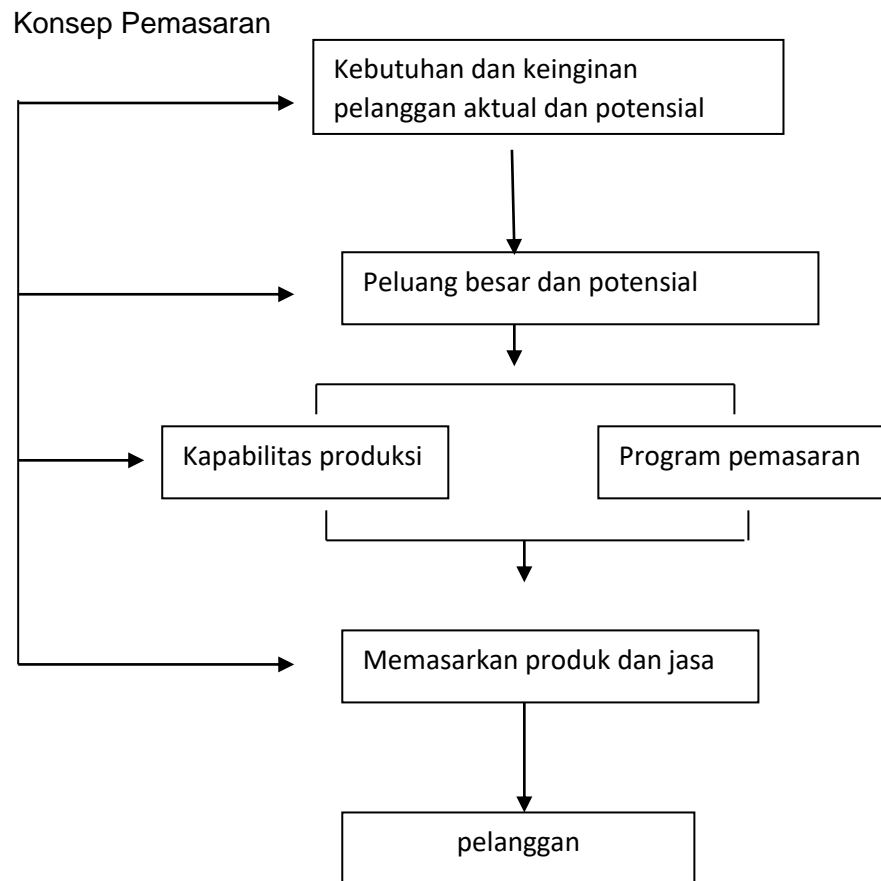 Konsep Pemasaran
Kebutuhan dan keinginan
pelanggan aktual dan potensial
Peluang besar dan potensial
Kapabilitas produksi
Program pemasaran
Memasarkan produk dan jasa
pelanggan